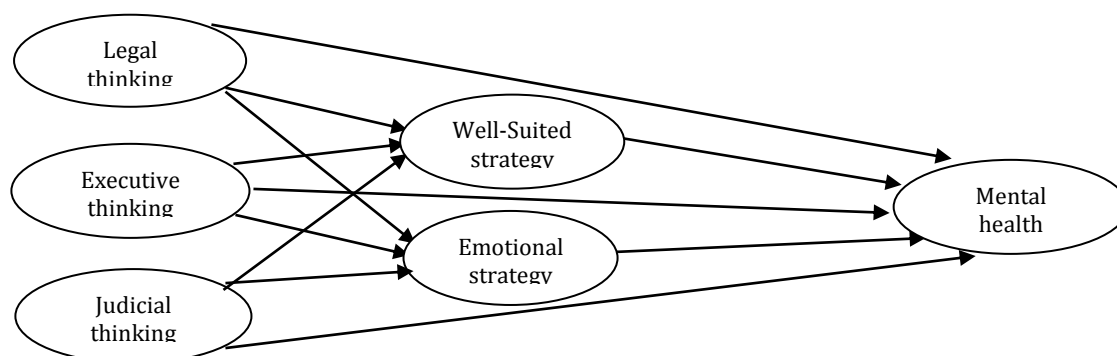 Legal
thinking
Well-Suited
strategy
Executive
thinking
Mental
health
Emotional
strategy
Judicial
thinking